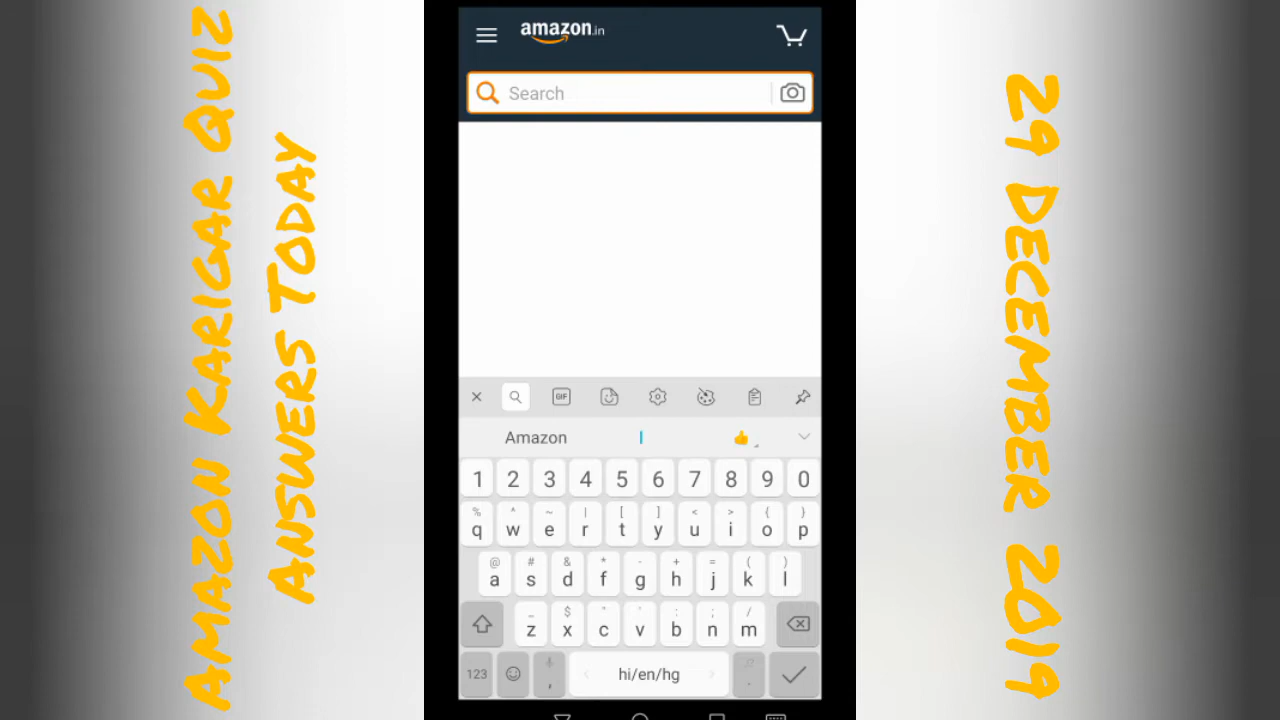 Amazon Karigar Quiz
Answers Today
amazon.in
Search
GIF
Amazon I 👍
1 2 3 4 5 6 7 8 9 0
% ^ ~ | [ ] < > { }
q w e r t y u i o p
@ # & * - + = ( )
a s d f g h j k l
_ $ " ' : ; /
z x c v b n m
123 , hi/en/hg .
29 December 2019